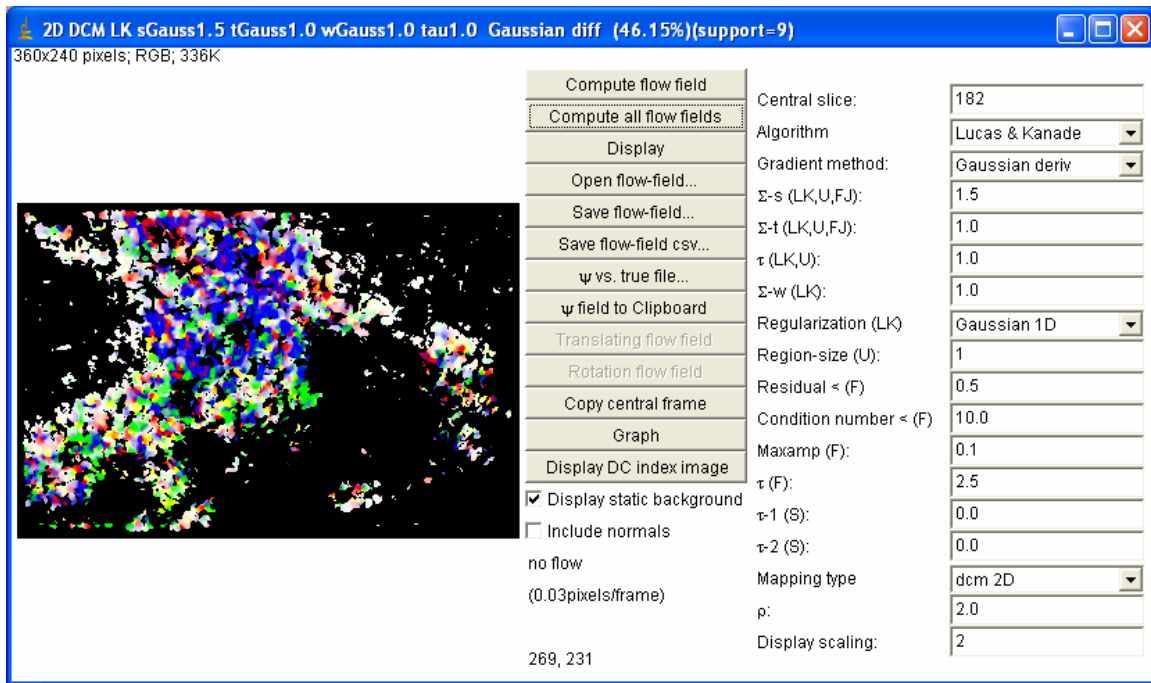 2D DCM LK sGauss1.5 tGauss1.0 wGauss1.0 tau1.0  Gaussian diff  (46.15%)(support=9)
360x240 pixels; RGB; 336K
Compute flow field
Compute all flow fields
Display
Open flow-field...
Save flow-field...
Save flow-field csv...
ψ vs. true file...
ψ field to Clipboard
Translating flow field
Rotation flow field
Copy central frame
Graph
Display DC index image
Display static background
Include normals
no flow
(0.03pixels/frame)
269, 231
Central slice: 182
Algorithm Lucas & Kanade
Gradient method: Gaussian deriv
Σ-s (LK,U,FJ): 1.5
Σ-t (LK,U,FJ): 1.0
τ (LK,U): 1.0
Σ-w (LK): 1.0
Regularization (LK) Gaussian 1D
Region-size (U): 1
Residual < (F) 0.5
Condition number < (F) 10.0
Maxamp (F): 0.1
τ (F): 2.5
τ-1 (S): 0.0
τ-2 (S): 0.0
Mapping type dcm 2D
ρ: 2.0
Display scaling: 2